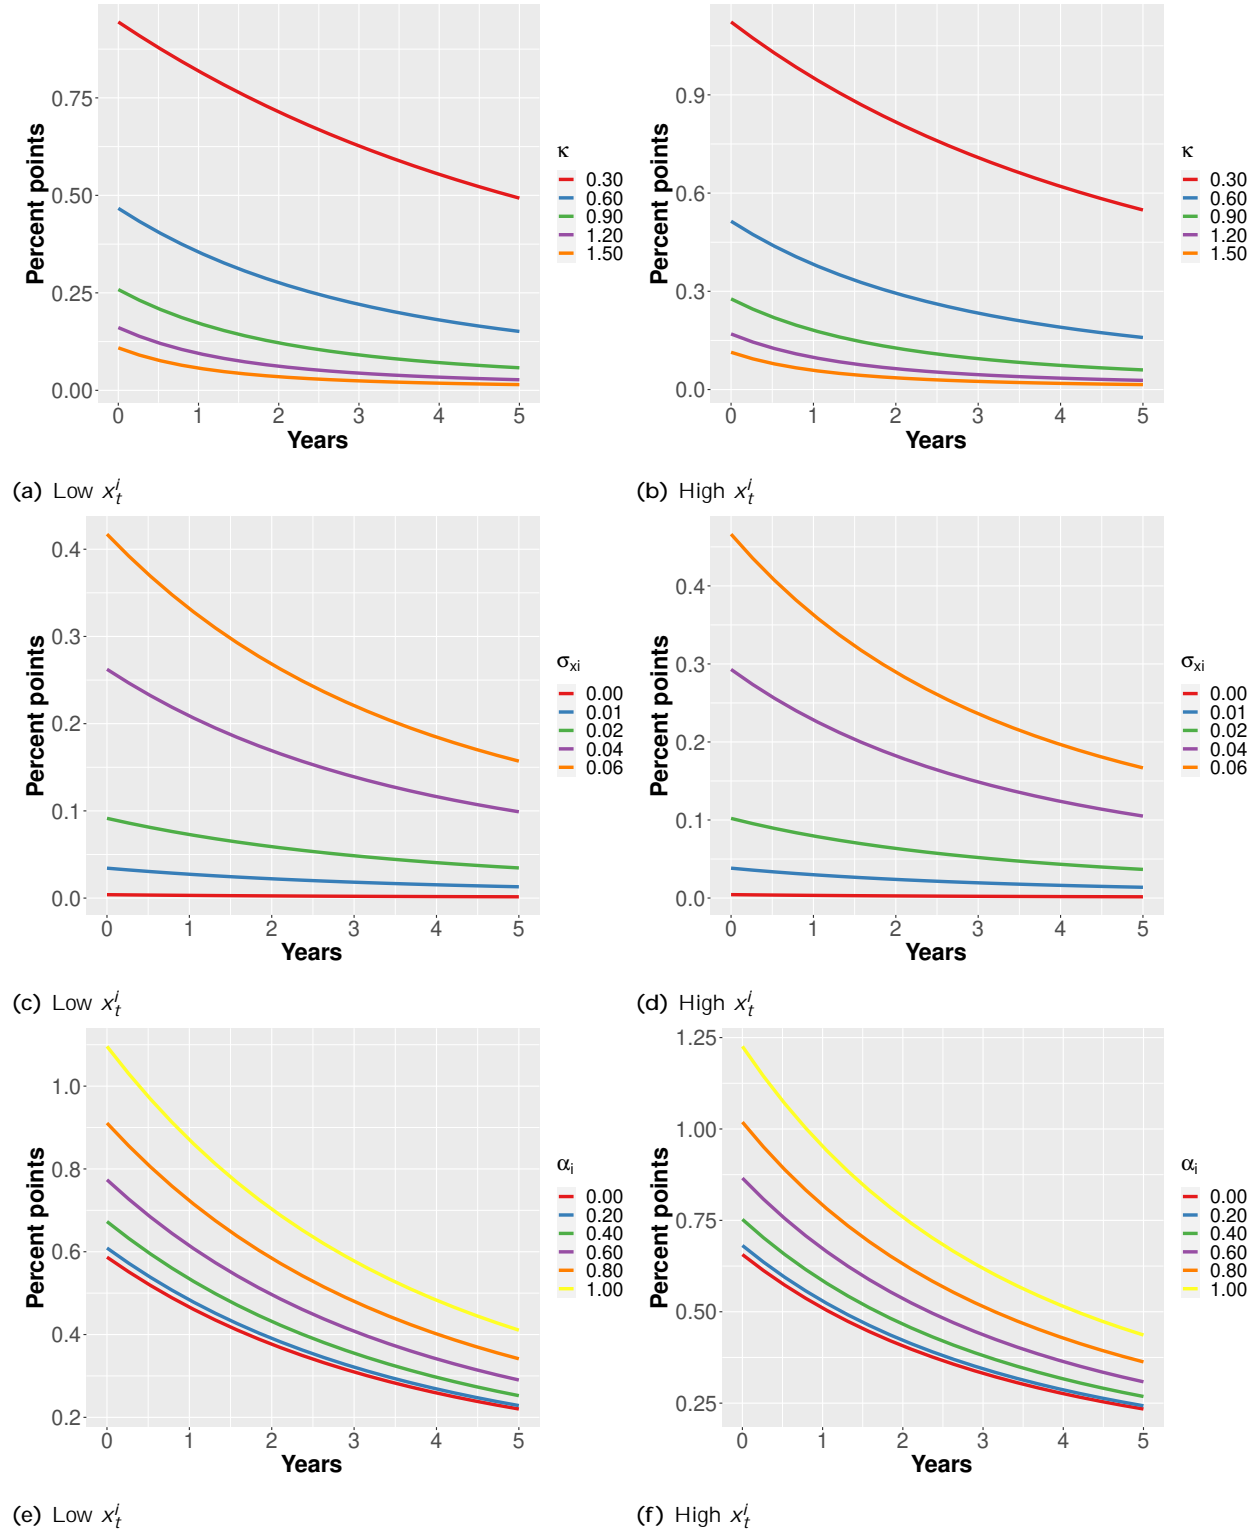 Percent points
0.75
0.50
0.25
0.00
0 1 2 3 4 5
Years
κ
0.30
0.60
0.90
1.20
1.50
(a) Low x_t^i
Percent points
0.9
0.6
0.3
0.0
0 1 2 3 4 5
Years
κ
0.30
0.60
0.90
1.20
1.50
(b) High x_t^i
Percent points
0.4
0.3
0.2
0.1
0.0
0 1 2 3 4 5
Years
σxi
0.00
0.01
0.02
0.04
0.06
(c) Low x_t^i
Percent points
0.4
0.3
0.2
0.1
0.0
0 1 2 3 4 5
Years
σxi
0.00
0.01
0.02
0.04
0.06
(d) High x_t^i
Percent points
1.0
0.8
0.6
0.4
0.2
0 1 2 3 4 5
Years
αi
0.00
0.20
0.40
0.60
0.80
1.00
(e) Low x_t^i
Percent points
1.25
1.00
0.75
0.50
0.25
0 1 2 3 4 5
Years
αi
0.00
0.20
0.40
0.60
0.80
1.00
(f) High x_t^i